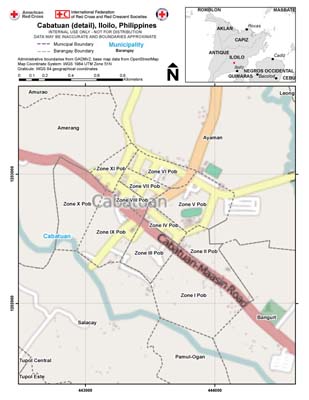 American Red Cross
International Federation
of Red Cross and Red Crescent Societies
Cabatuan (detail), Iloilo, Philippines
INTERNAL USE ONLY - NOT FOR DISTRIBUTION
DATA MAY BE INACCURATE AND BOUNDARIES APPROXIMATE
Municipal Boundary
Barangay Boundary
Municipality
Barangay
Administrative boundaries from GADMv2, base map data from OpenStreetMap
Map Coordinate System: WGS 1984 UTM Zone 51N
Graticule: WGS 84 geographical coordinates
0 0.2 0.4 0.6 0.8
Kilometers
N
ROMBLON
MASBATE
AKLAN
Roxas
CAPIZ
ANTIQUE
ILOILO
Iloilo
Cadiz
NEGROS OCCIDENTAL
Bacolod
GUIMARAS
CEBU
Amurao
Leong
Amerang
Ayaman
Zone XI Pob
Zone VI Pob
Zone VII Pob
Zone X Pob
Zone VIII Pob
Cabatuan
Zone V Pob
Zone IV Pob
Zone IX Pob
Cabatuan
Cabatuan Maasin Road
Zone II Pob
Zone III Pob
Zone I Pob
Banguit
Salacay
Pamul-Ogan
Tupol Central
Tupol Este
443000
444000